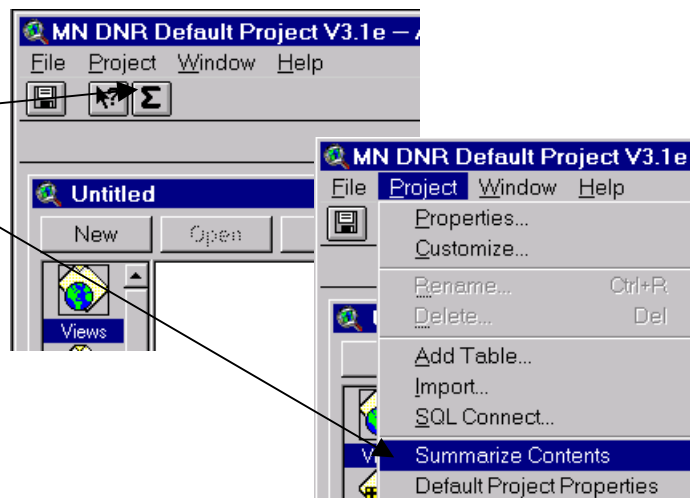 MN DNR Default Project V3.1e –
File Project Window Help
Σ
Untitled
New Open
Views
MN DNR Default Project V3.1e
File Project Window Help
Properties...
Customize...
Rename... Ctrl+R
Delete... Del
Add Table...
Import...
SQL Connect...
Summarize Contents
Default Project Properties